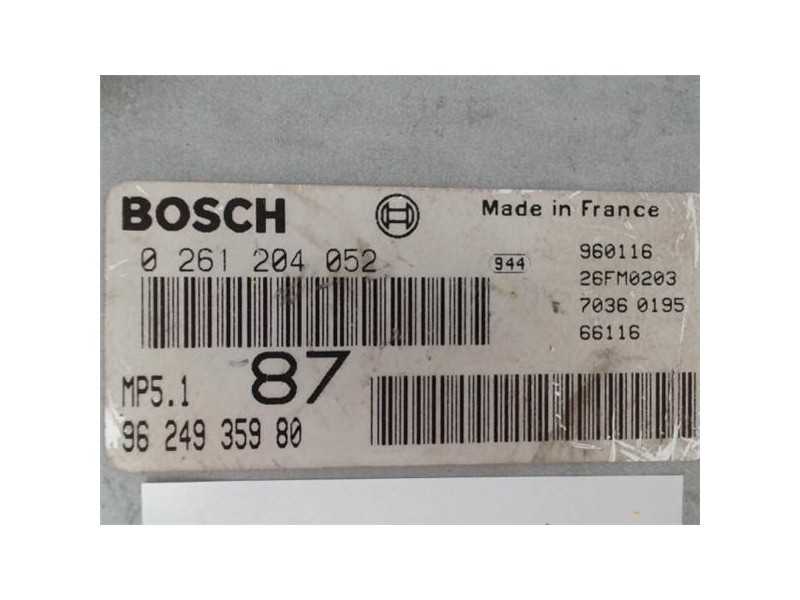 BOSCH Made in France
0 261 204 052 944 960116
26FM0203
7036 0195
66116
MP5.1 87
96 249 359 80